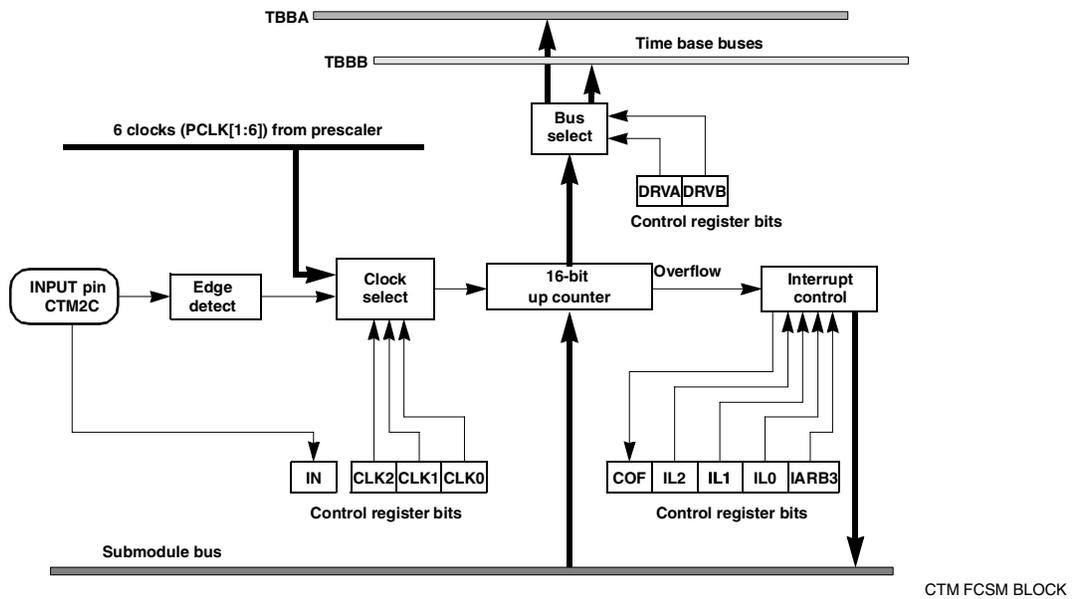 TBBA
Time base buses
TBBB
Bus
select
6 clocks (PCLK[1:6]) from prescaler
DRVA DRVB
Control register bits
INPUT pin
CTM2C
Edge
detect
Clock
select
16-bit
up counter
Overflow
Interrupt
control
IN
CLK2 CLK1 CLK0
COF IL2 IL1 IL0 IARB3
Control register bits
Control register bits
Submodule bus
CTM FCSM BLOCK